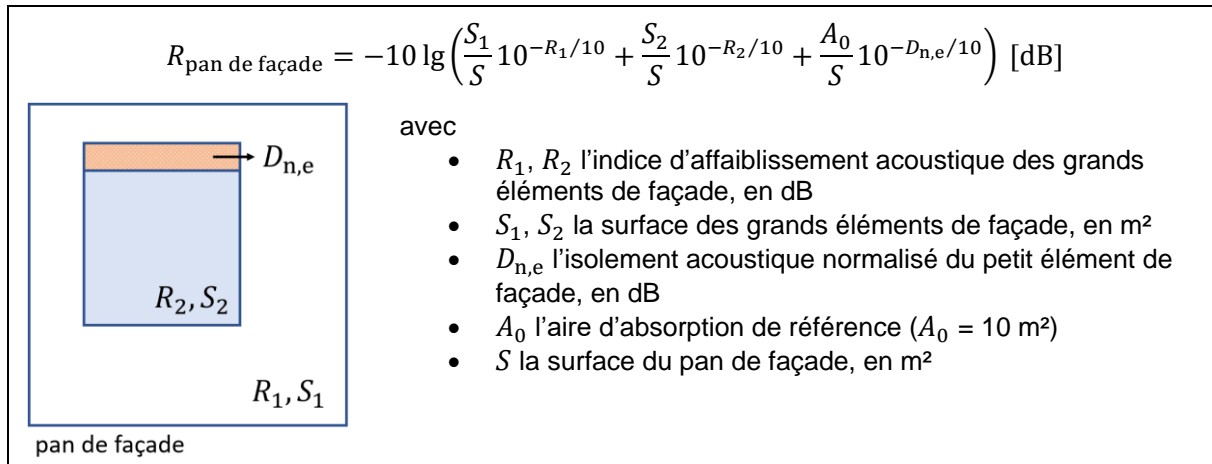 R_pan de façade = −10 lg(S₁/S 10^(−R₁/10) + S₂/S 10^(−R₂/10) + A₀/S 10^(−D_n,e/10)) [dB]
D_n,e
R₂, S₂
R₁, S₁
pan de façade
avec
• R₁, R₂ l’indice d’affaiblissement acoustique des grands
éléments de façade, en dB
• S₁, S₂ la surface des grands éléments de façade, en m²
• D_n,e l’isolement acoustique normalisé du petit élément de
façade, en dB
• A₀ l’aire d’absorption de référence (A₀ = 10 m²)
• S la surface du pan de façade, en m²